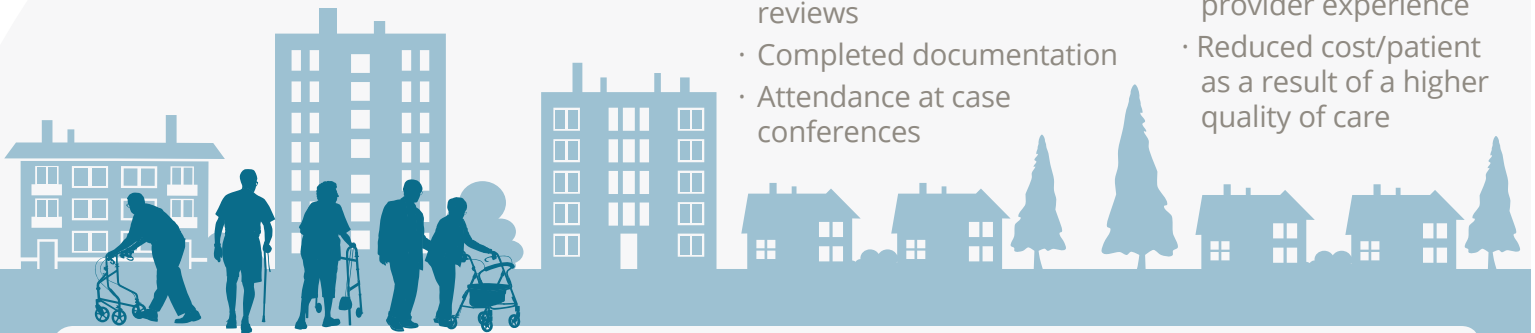 reviews
· Completed documentation
· Attendance at case
conferences
provider experience
· Reduced cost/patient
as a result of a higher
quality of care